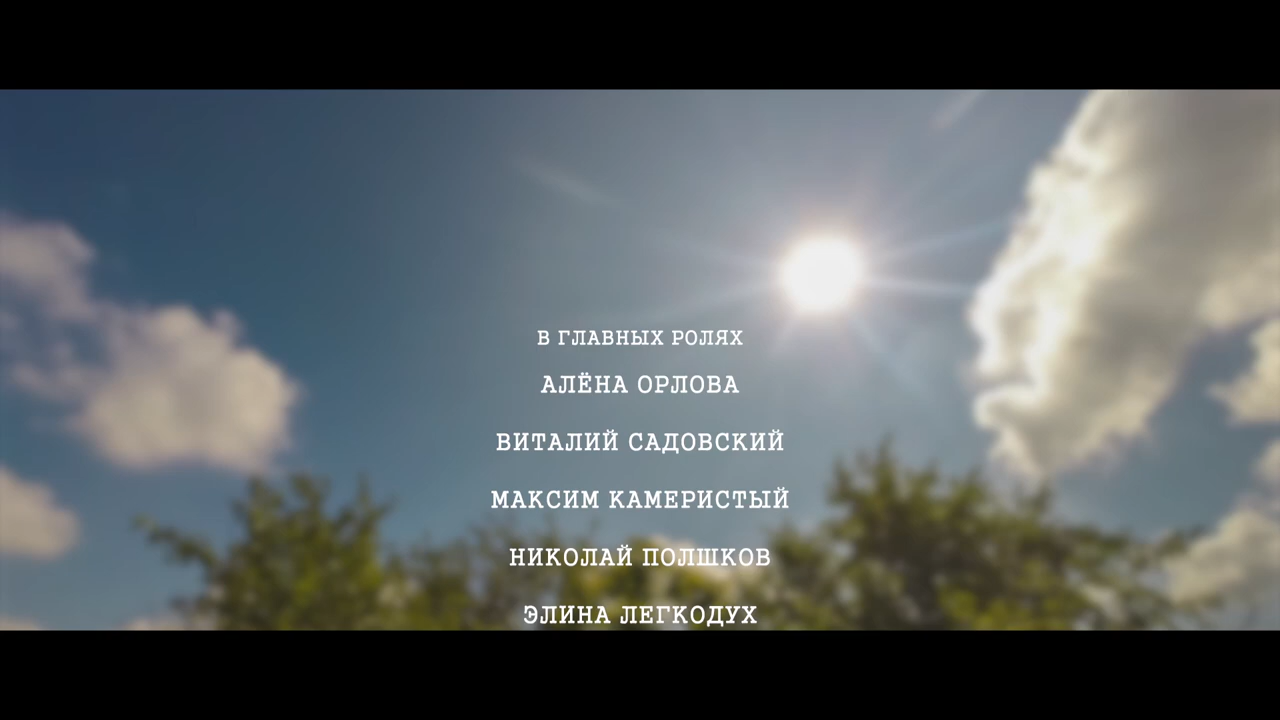 В ГЛАВНЫХ РОЛЯХ
АЛЁНА ОРЛОВА
ВИТАЛИЙ САДОВСКИЙ
МАКСИМ КАМЕРИСТЫЙ
НИКОЛАЙ ПОЛШКОВ
ЭЛИНА ЛЕГКОДУХ